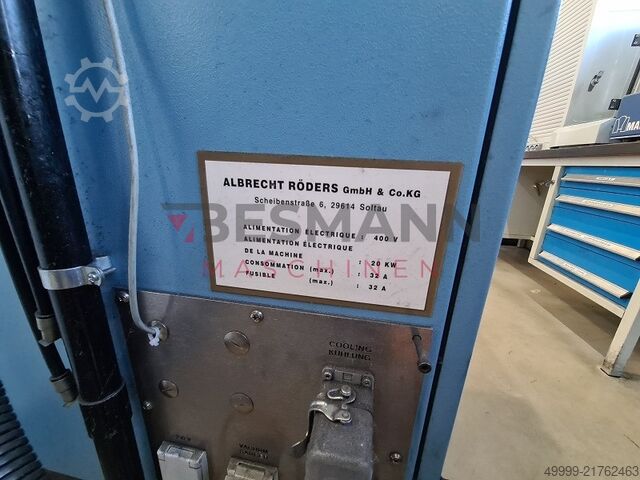 ALBRECHT RÖDERS GmbH & Co.KG
Scheibenstraße 6, 29614 Soltau
BESMANN
MASCHINEN
ALIMENTATION ELECTRIQUE : 400 V
ALIMENTATION ÉLECTRIQUE
DE LA MACHINE : 20 KW
CONSOMMATION (max.) : 32 A
FUSIBLE (max.) : 32 A
COOLING
KÜHLUNG
49999-21762463